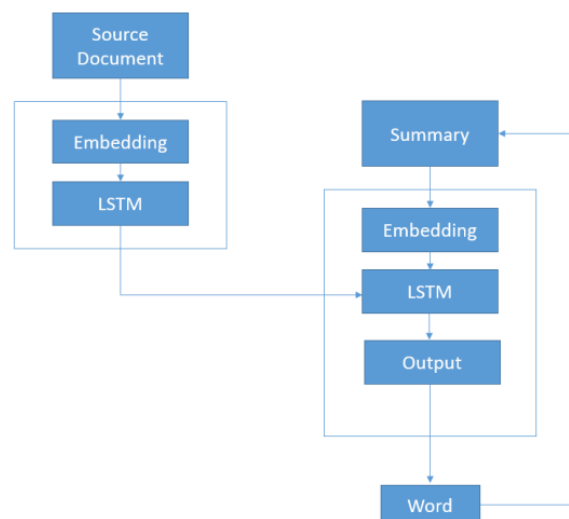 Source
Document
Embedding
LSTM
Summary
Embedding
LSTM
Output
Word